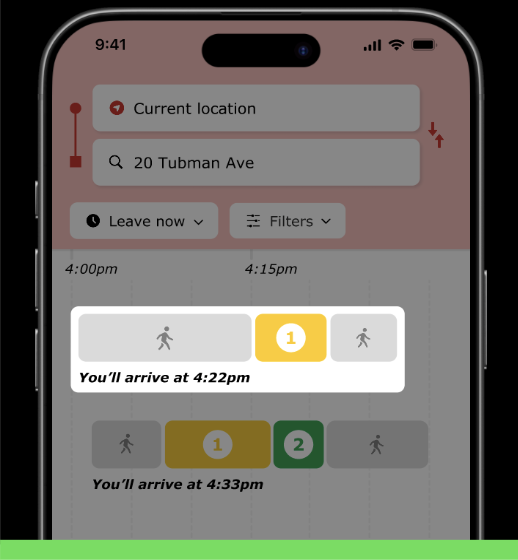 9:41
Current location
20 Tubman Ave
Leave now
Filters
4:00pm 4:15pm
1
You'll arrive at 4:22pm
1 2
You'll arrive at 4:33pm